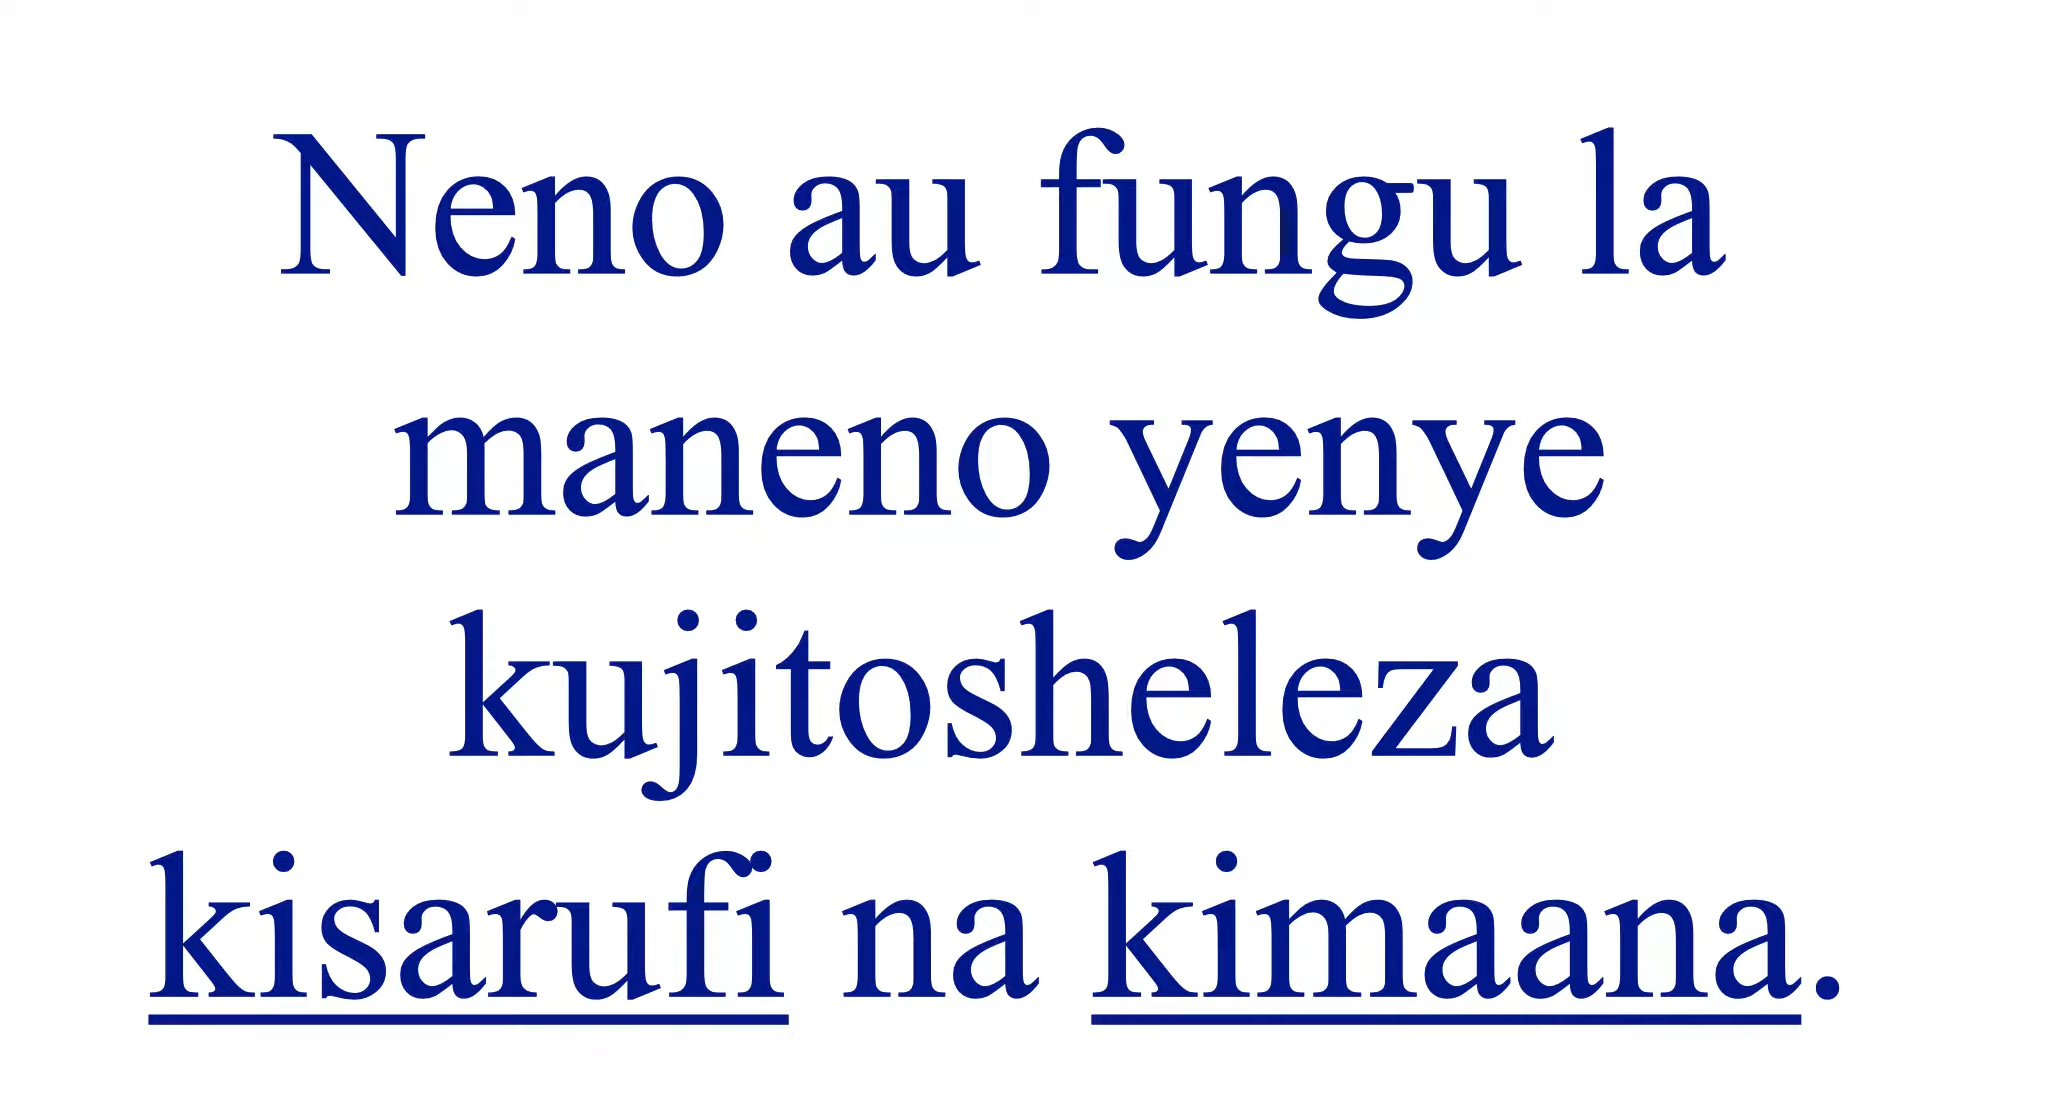 Neno au fungu la
maneno yenye
kujitosheleza
kisarufi na kimaana.